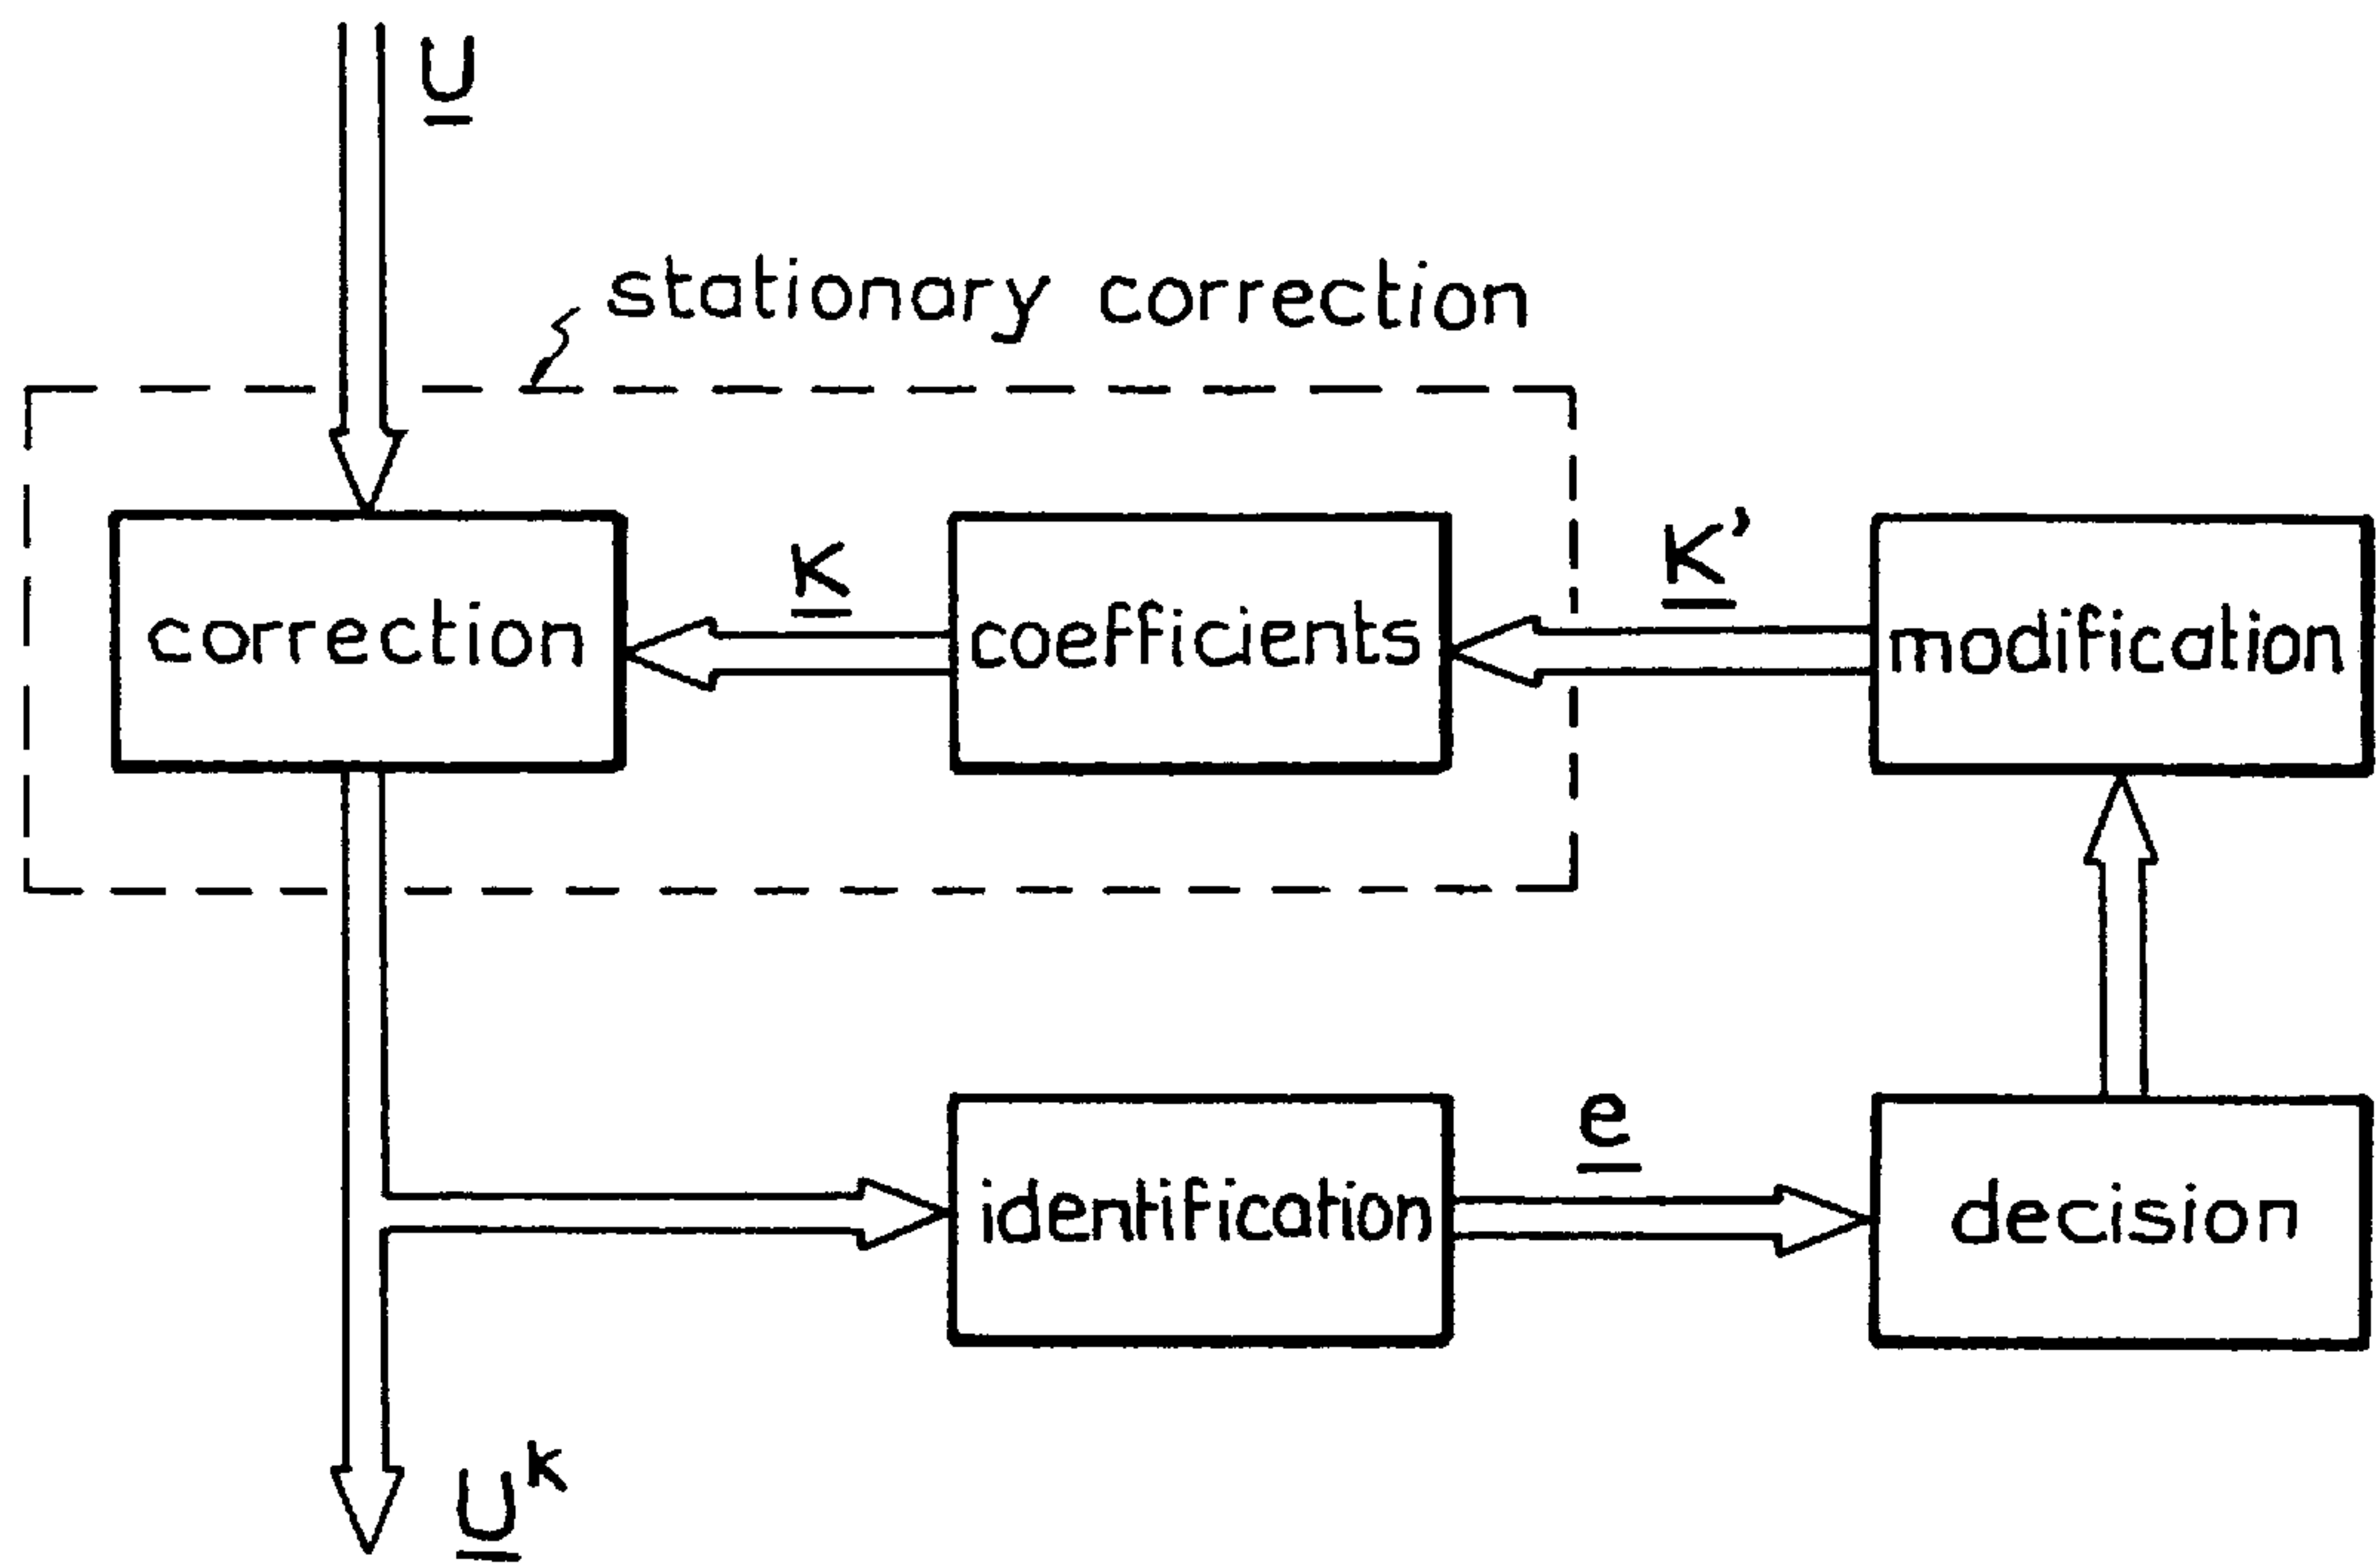 U
stationary correction
correction
K
coefficients
K'
modification
identification
e
decision
U^K